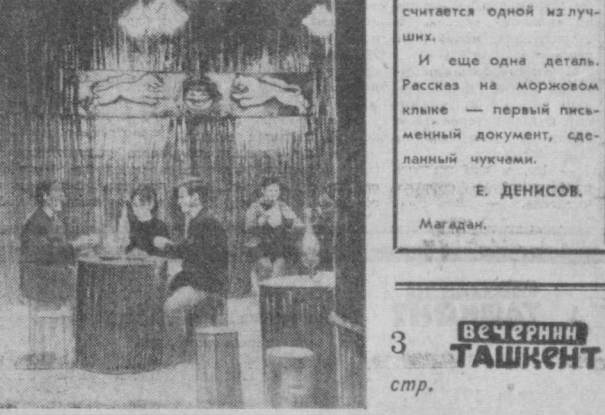 считается одной из луч-
ших.
И еще одна деталь.
Рассказ на моржовом
клыке — первый пись-
менный документ, сде-
ланный чукчами.
Е. ДЕНИСОВ.
Магадан.
3
стр.
ВЕЧЕРНИЙ
ТАШКЕНТ